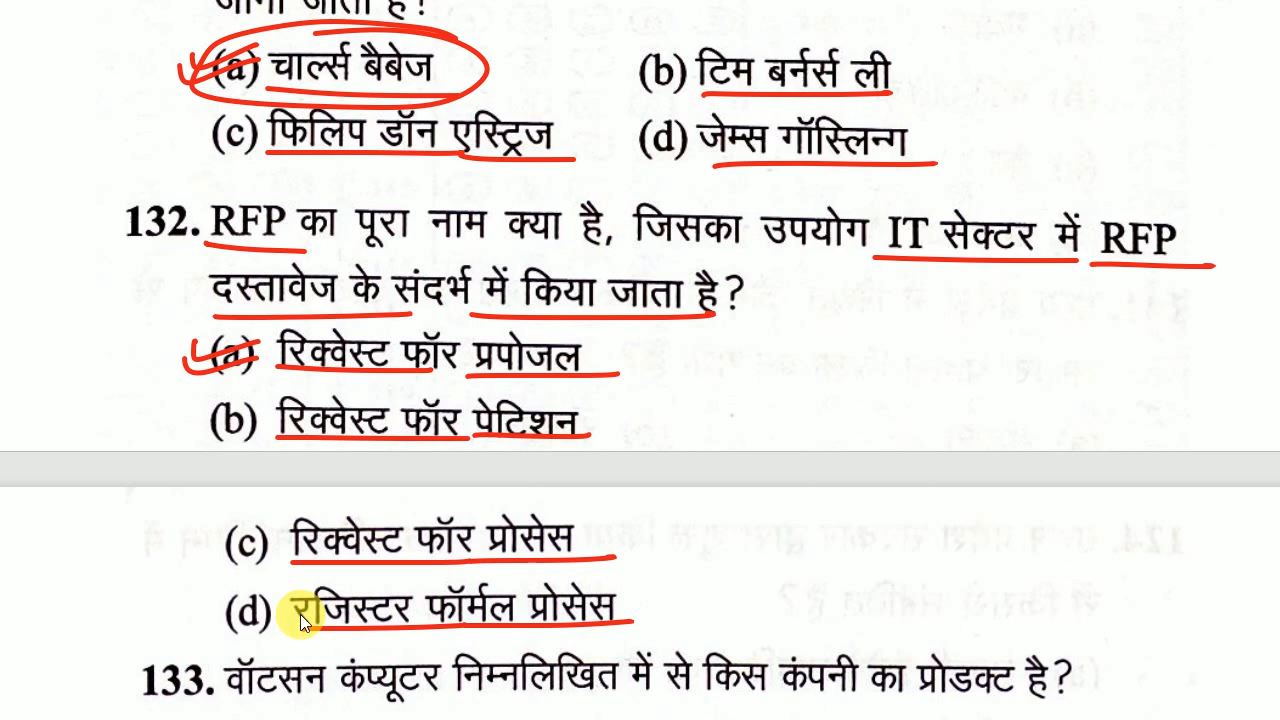 जाना जाता है?
(a) चार्ल्स बैबेज (b) टिम बर्नर्स ली
(c) फिलिप डॉन एस्ट्रिज (d) जेम्स गॉस्लिन्ग
132. RFP का पूरा नाम क्या है, जिसका उपयोग IT सेक्टर में RFP
दस्तावेज के संदर्भ में किया जाता है?
(a) रिक्वेस्ट फॉर प्रपोजल
(b) रिक्वेस्ट फॉर पेटिशन
(c) रिक्वेस्ट फॉर प्रोसेस
(d) रजिस्टर फॉर्मल प्रोसेस
133. वॉटसन कंप्यूटर निम्नलिखित में से किस कंपनी का प्रोडक्ट है?